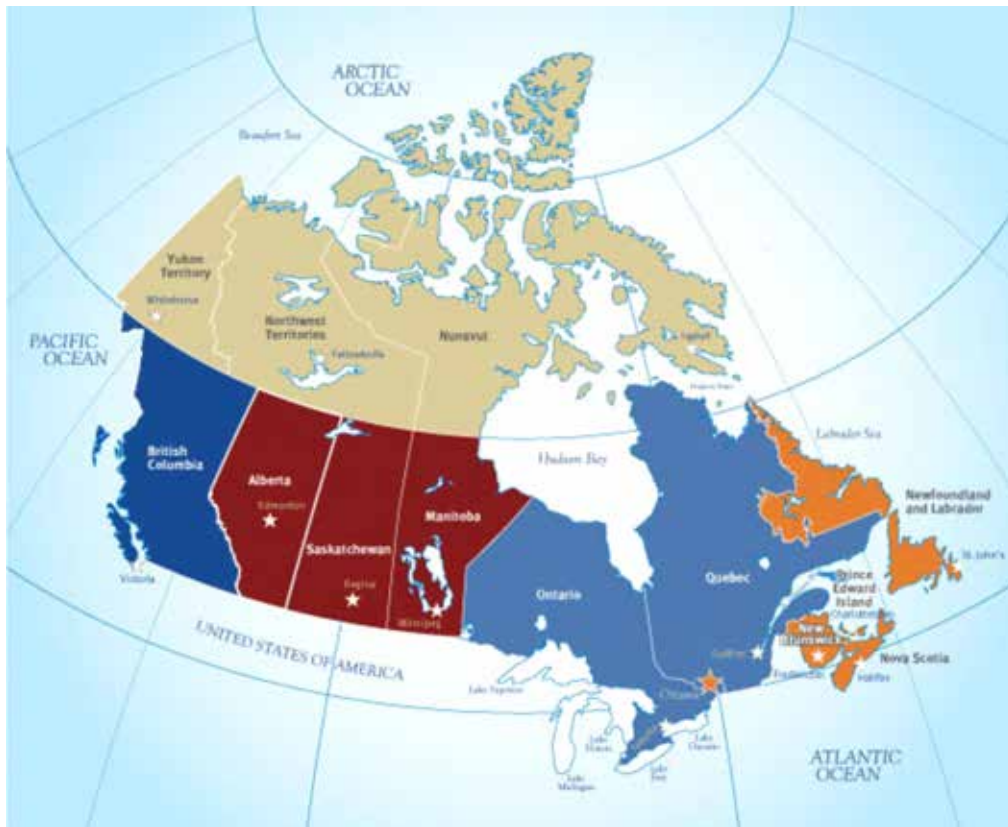 ARCTIC
OCEAN
Beaufort Sea
Yukon
Territory
Whitehorse
Northwest
Territories
Yellowknife
Nunavut
Iqaluit
PACIFIC
OCEAN
Labrador Sea
British
Columbia
Hudson Bay
Alberta
Edmonton
Manitoba
Newfoundland
and Labrador
Saskatchewan
St. John's
Victoria
Regina
Winnipeg
Ontario
Quebec
Prince
Edward
Island
Charlottetown
UNITED STATES OF AMERICA
New
Brunswick
Nova Scotia
Fredericton
Halifax
Ottawa
Lake Superior
Lake
Huron
Lake
Ontario
Lake
Erie
Lake
Michigan
ATLANTIC
OCEAN